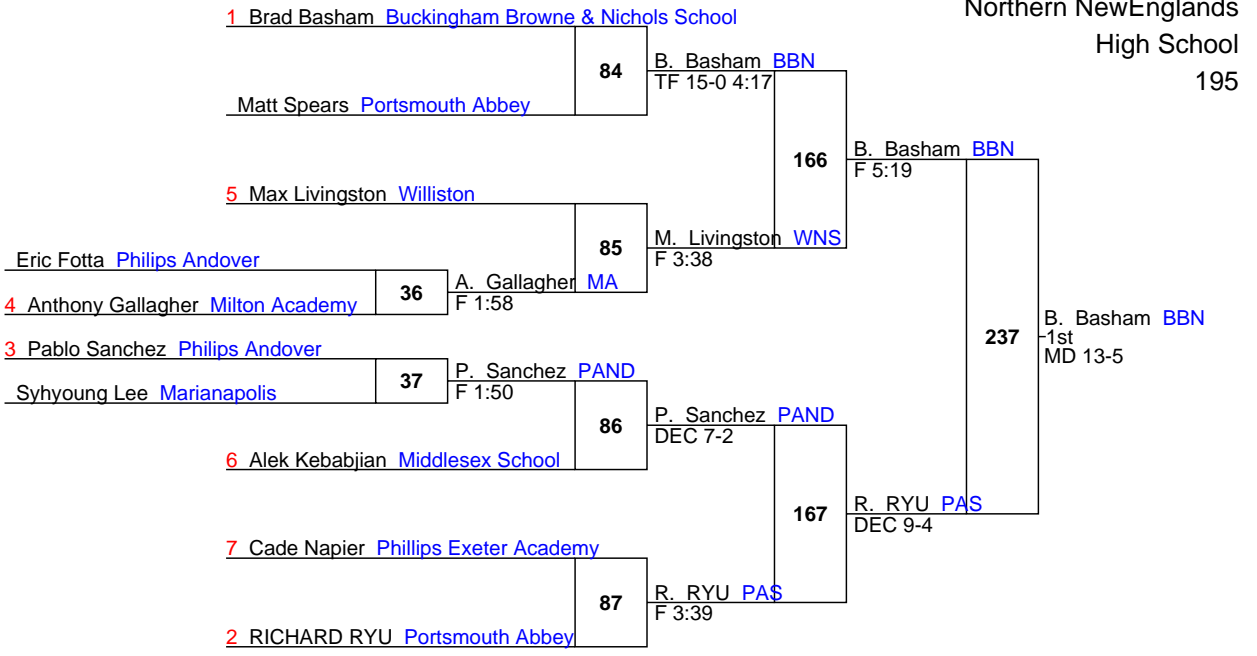 Northern NewEnglands
High School
195
1 Brad Basham Buckingham Browne & Nichols School
84
B. Basham BBN
TF 15-0 4:17
Matt Spears Portsmouth Abbey
166
B. Basham BBN
F 5:19
5 Max Livingston Williston
85
M. Livingston WNS
F 3:38
Eric Fotta Philips Andover
36
A. Gallagher MA
F 1:58
4 Anthony Gallagher Milton Academy
237
B. Basham BBN
1st
MD 13-5
3 Pablo Sanchez Philips Andover
37
P. Sanchez PAND
F 1:50
Syhyoung Lee Marianapolis
86
P. Sanchez PAND
DEC 7-2
6 Alek Kebabjian Middlesex School
167
R. RYU PAS
DEC 9-4
7 Cade Napier Phillips Exeter Academy
87
R. RYU PAS
F 3:39
2 RICHARD RYU Portsmouth Abbey